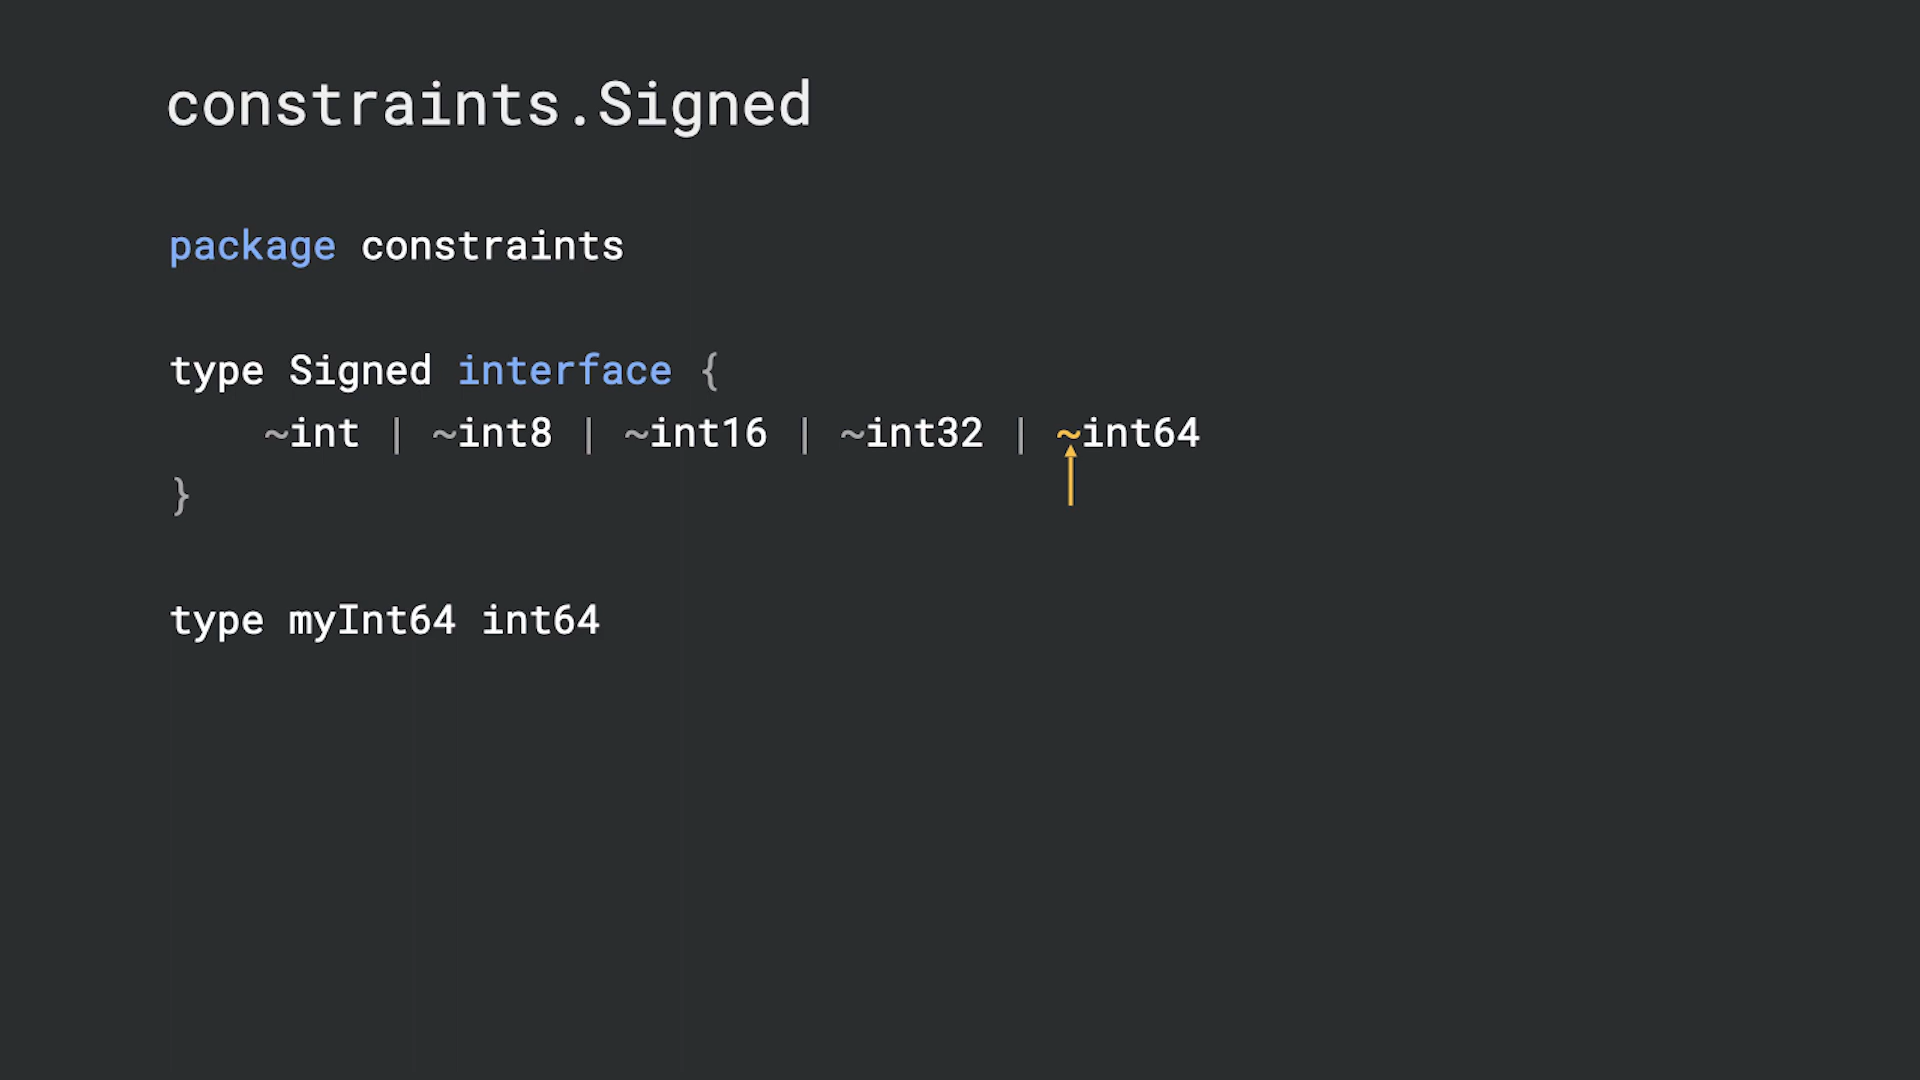 constraints.Signed
package constraints
type Signed interface {
~int | ~int8 | ~int16 | ~int32 | ~int64
}
type myInt64 int64